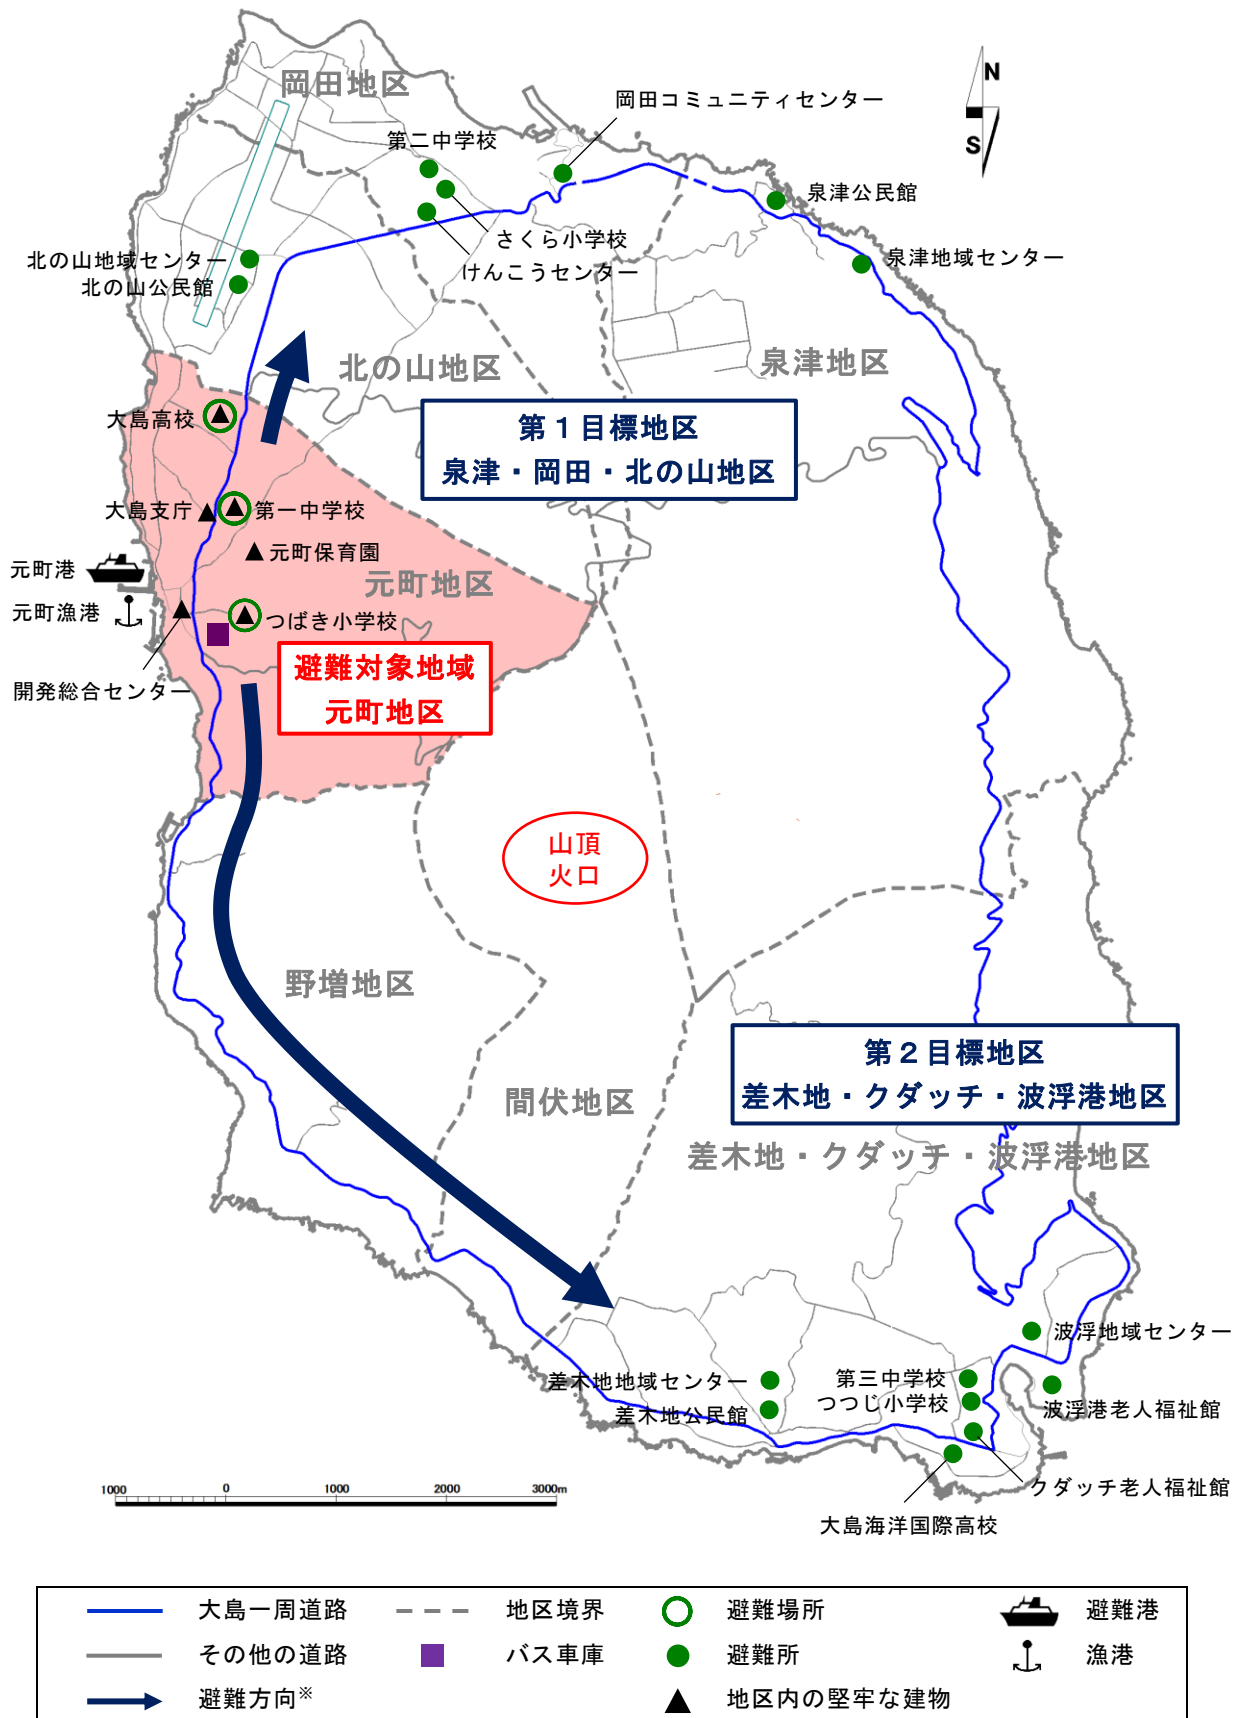 岡田地区
岡田コミュニティセンター
N
S
第二中学校
泉津公民館
さくら小学校
けんこうセンター
泉津地域センター
北の山地域センター
北の山公民館
北の山地区
泉津地区
第１目標地区
泉津・岡田・北の山地区
大島高校
大島支庁
第一中学校
元町保育園
元町港
元町地区
元町漁港
つばき小学校
避難対象地域
元町地区
開発総合センター
山頂
火口
野増地区
第２目標地区
差木地・クダッチ・波浮港地区
間伏地区
差木地・クダッチ・波浮港地区
波浮地域センター
差木地地域センター
第三中学校
つつじ小学校
差木地公民館
波浮港老人福祉館
クダッチ老人福祉館
大島海洋国際高校
1000 0 1000 2000 3000m
大島一周道路 地区境界 避難場所 避難港
その他の道路 バス車庫 避難所 漁港
避難方向※ 地区内の堅牢な建物